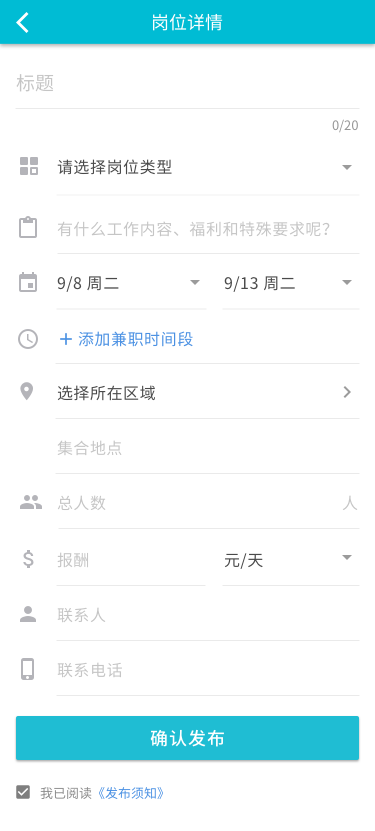 岗位详情
标题
0/20
请选择岗位类型
有什么工作内容、福利和特殊要求呢?
9/8 周二 9/13 周二
+ 添加兼职时间段
选择所在区域
集合地点
总人数 人
报酬 元/天
联系人
联系电话
确认发布
我已阅读《发布须知》